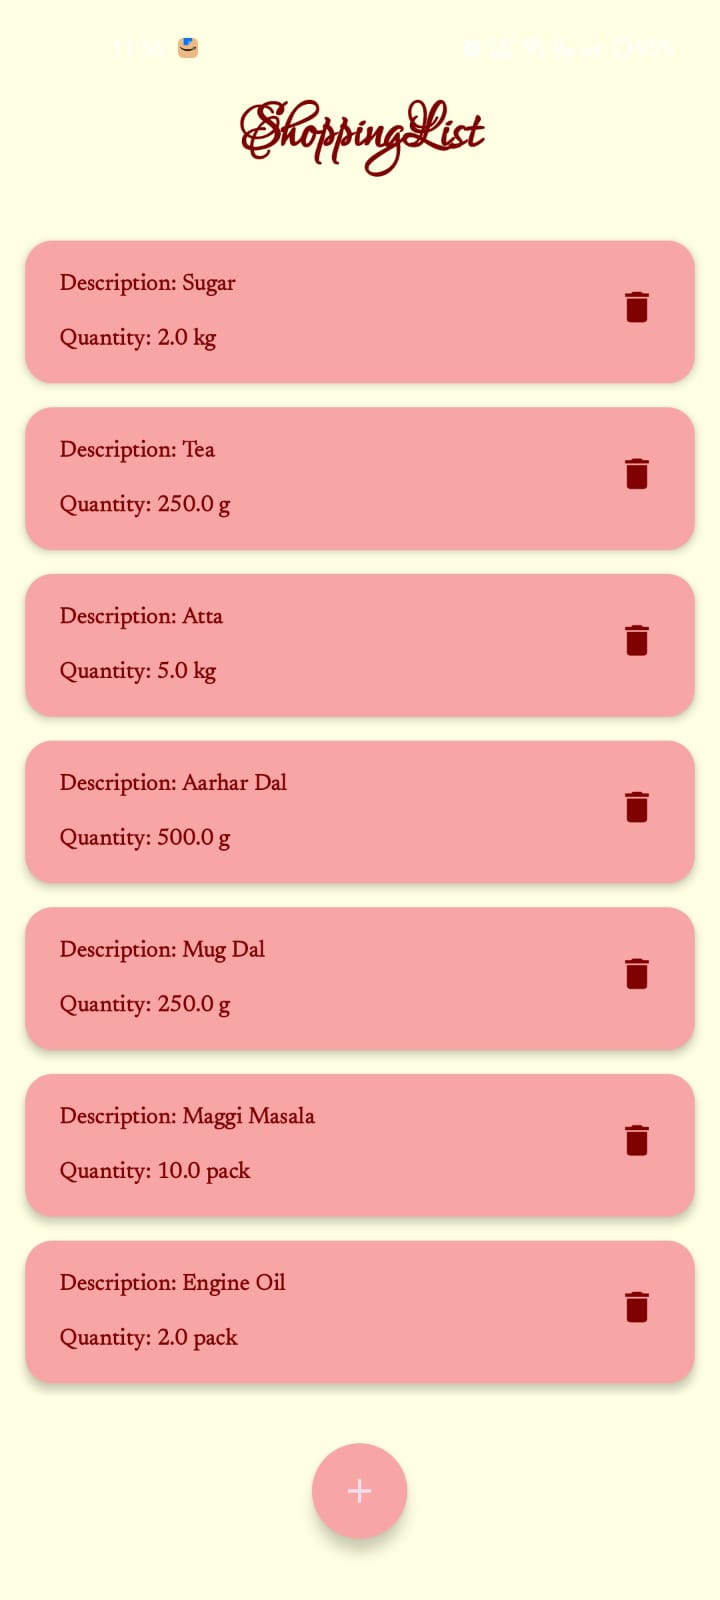 ShoppingList
Description: Sugar
Quantity: 2.0 kg
Description: Tea
Quantity: 250.0 g
Description: Atta
Quantity: 5.0 kg
Description: Aarhar Dal
Quantity: 500.0 g
Description: Mug Dal
Quantity: 250.0 g
Description: Maggi Masala
Quantity: 10.0 pack
Description: Engine Oil
Quantity: 2.0 pack